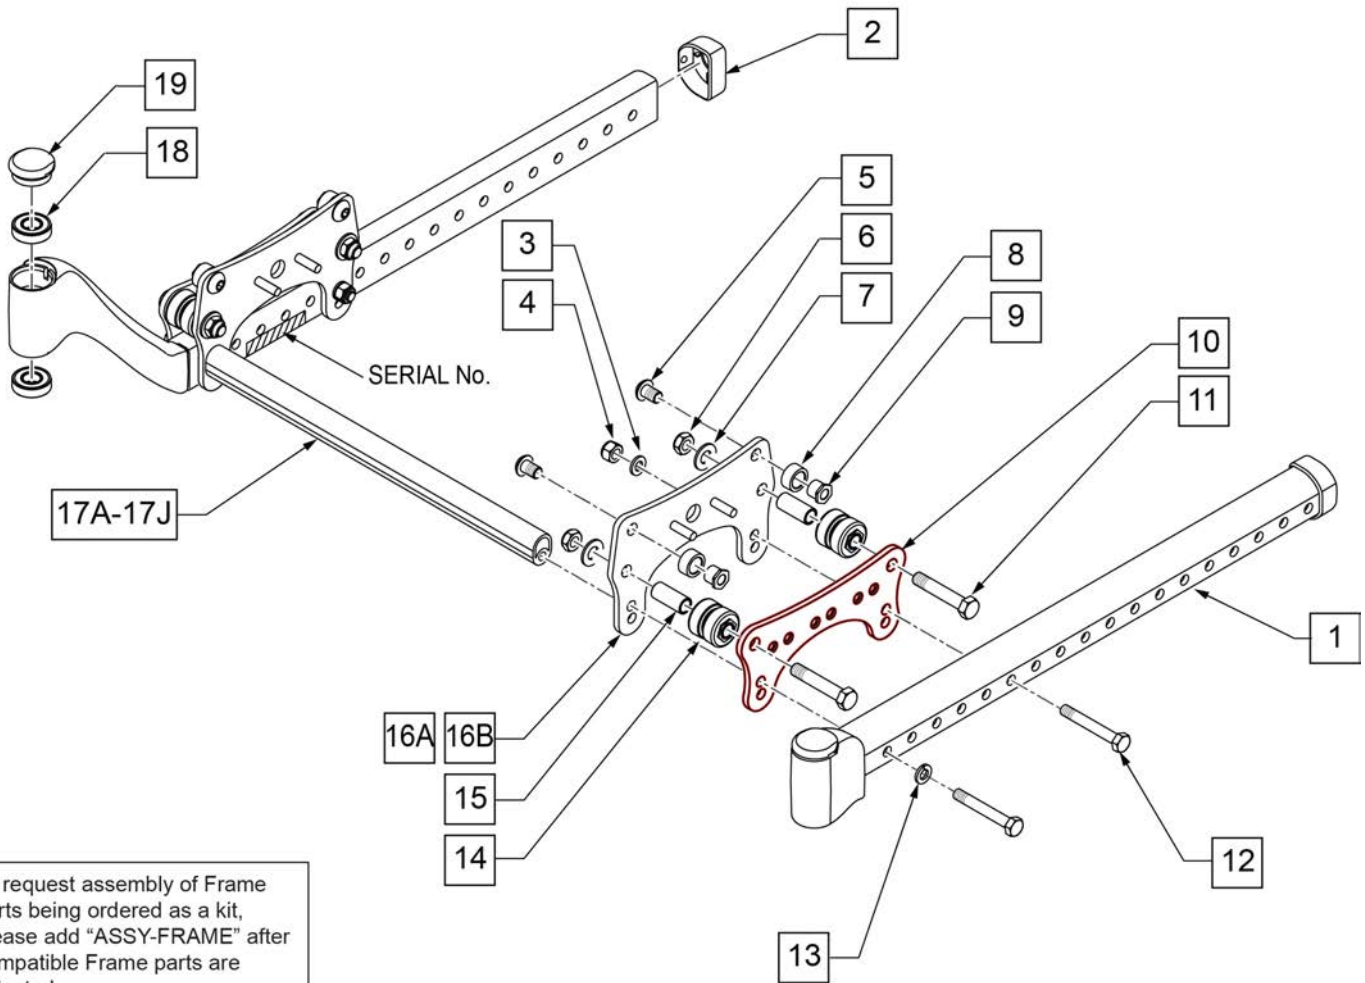 2
19
18
5
3
6
8
4
7
9
10
SERIAL No.
11
17A-17J
1
16A 16B
15
14
12
13
request assembly of Frame
rts being ordered as a kit,
ease add “ASSY-FRAME” after
mpatible Frame parts are